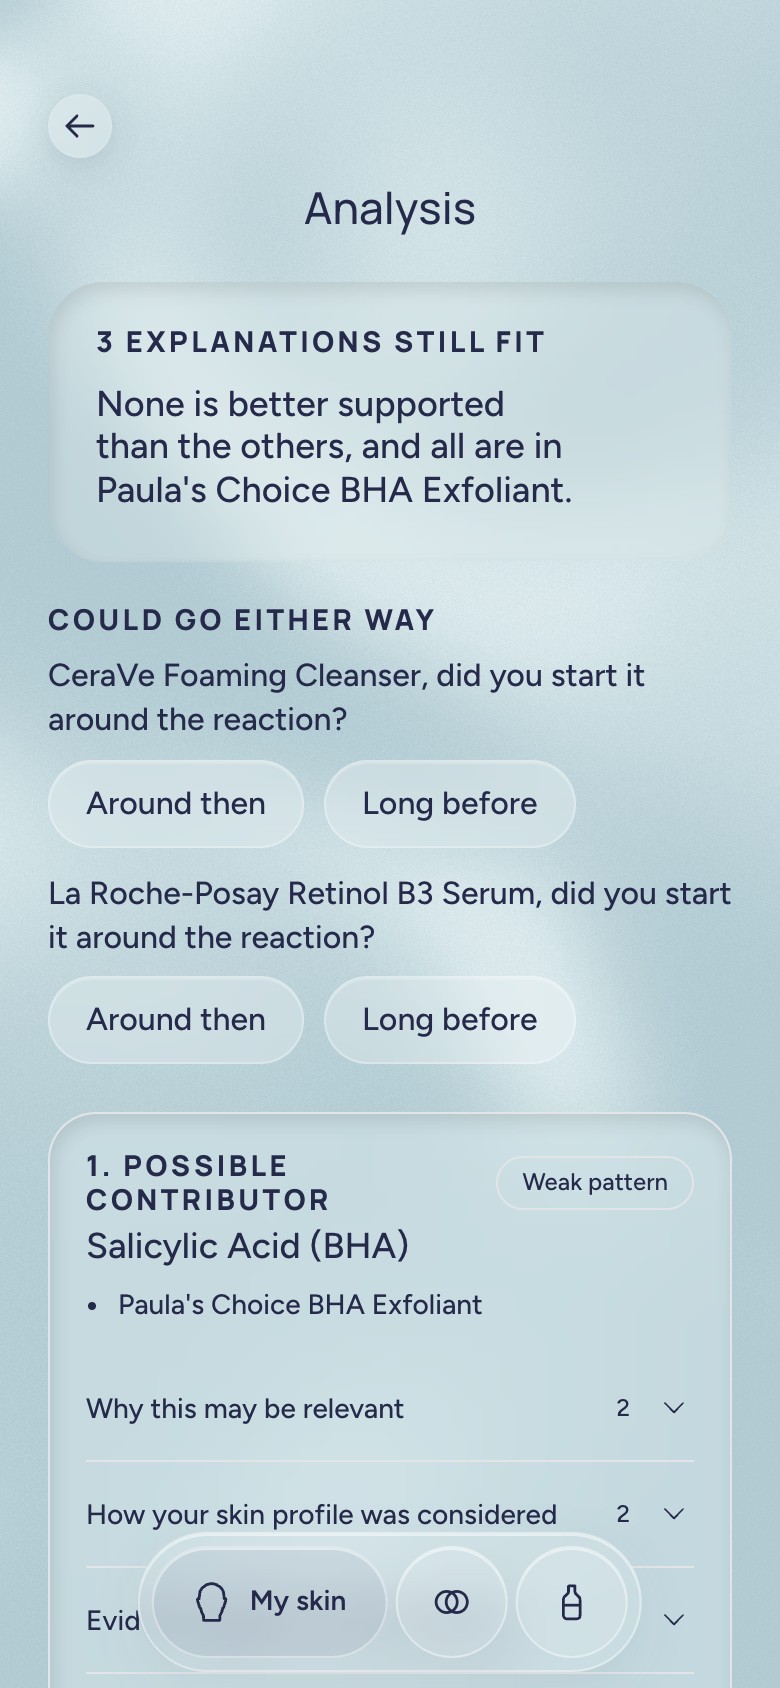 Analysis
3 EXPLANATIONS STILL FIT
None is better supported
than the others, and all are in
Paula's Choice BHA Exfoliant.
COULD GO EITHER WAY
CeraVe Foaming Cleanser, did you start it
around the reaction?
Around then
Long before
La Roche-Posay Retinol B3 Serum, did you start
it around the reaction?
Around then
Long before
1. POSSIBLE
CONTRIBUTOR
Weak pattern
Salicylic Acid (BHA)
• Paula's Choice BHA Exfoliant
Why this may be relevant 2
How your skin profile was considered 2
Evid
My skin